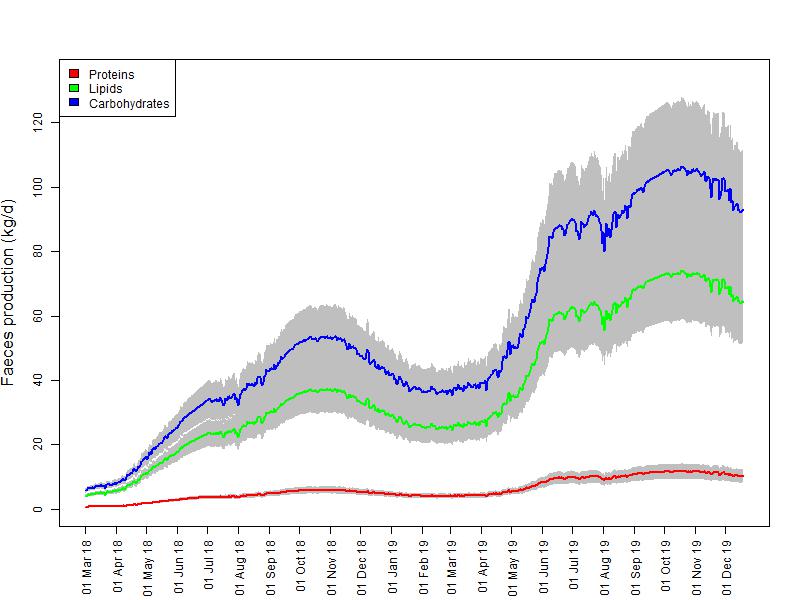 Proteins
Lipids
Carbohydrates
Faeces production (kg/d)
120
100
80
60
40
20
0
01 Mar 18
01 Apr 18
01 May 18
01 Jun 18
01 Jul 18
01 Aug 18
01 Sep 18
01 Oct 18
01 Nov 18
01 Dec 18
01 Jan 19
01 Feb 19
01 Mar 19
01 Apr 19
01 May 19
01 Jun 19
01 Jul 19
01 Aug 19
01 Sep 19
01 Oct 19
01 Nov 19
01 Dec 19